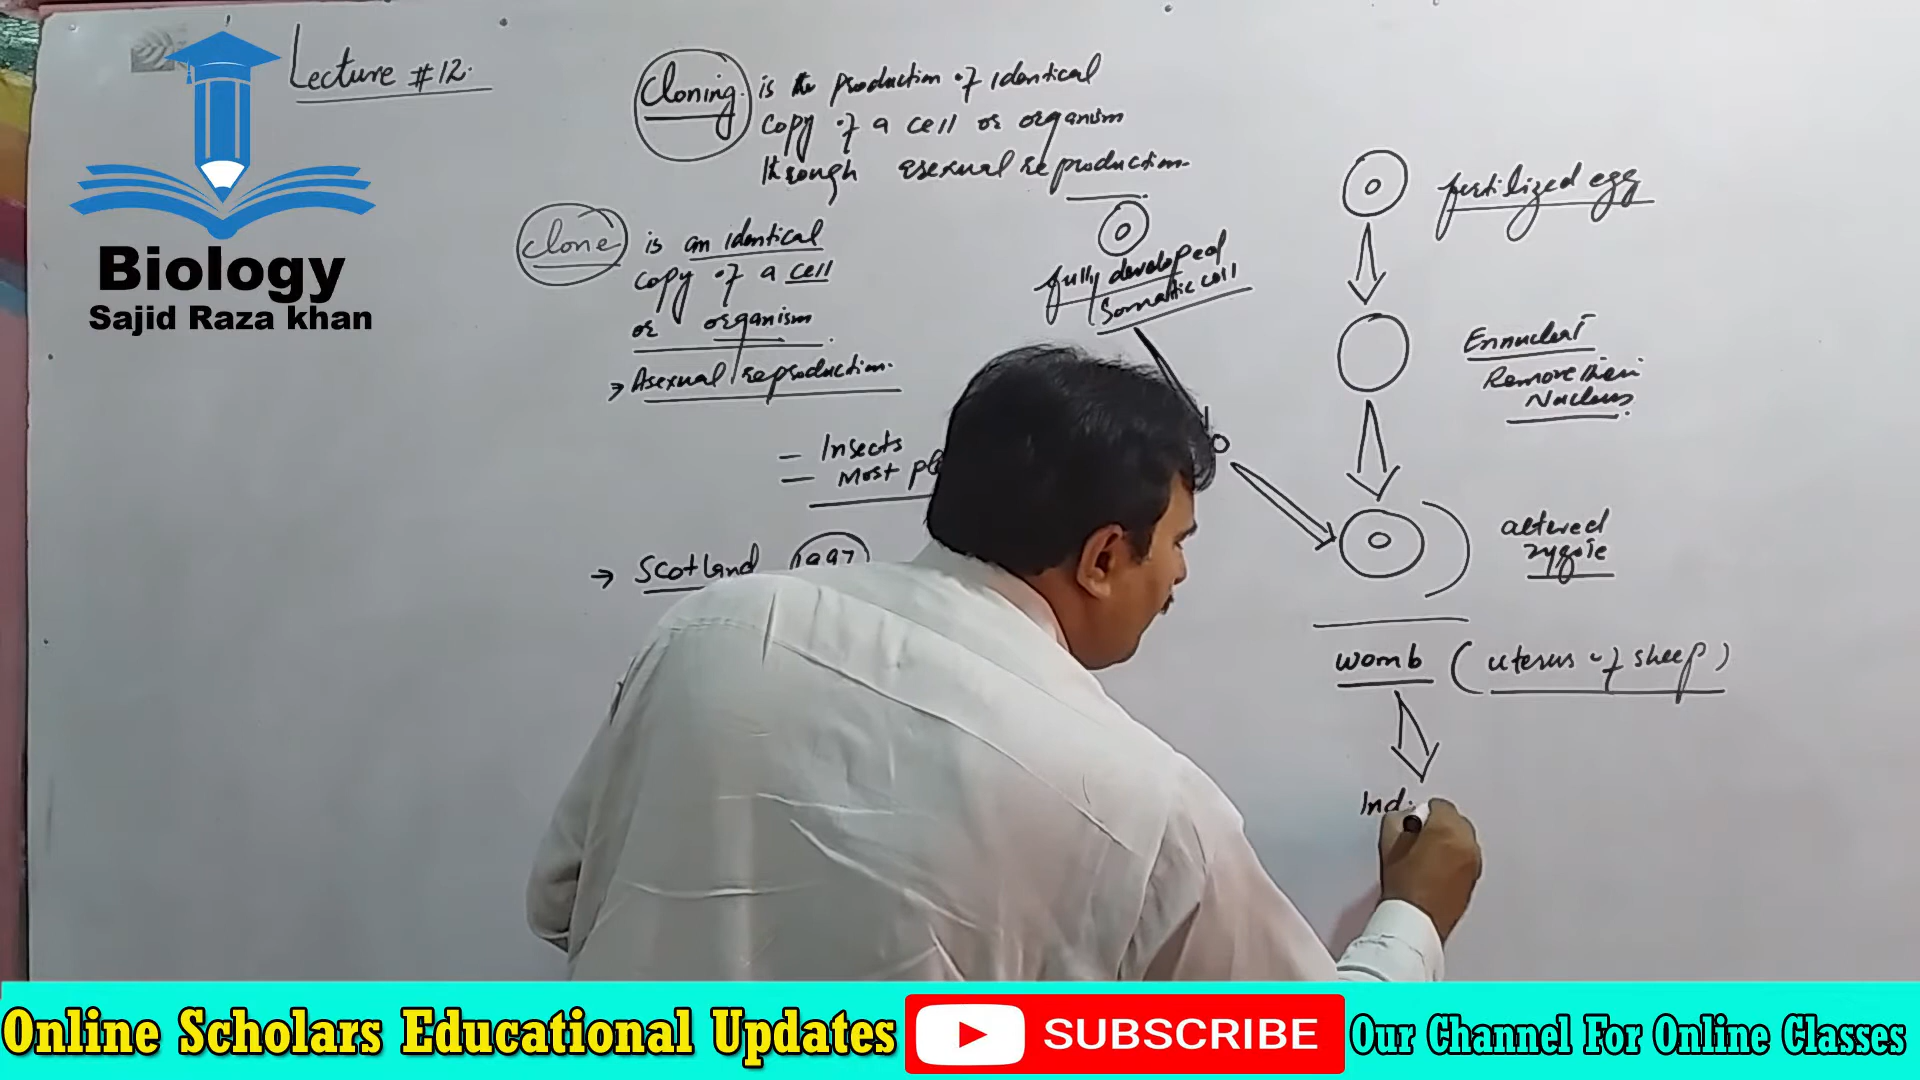 Lecture #12.
Biology
Sajid Raza khan
Cloning. is the production of identical
copy of a cell or organism
through asexual reproduction.
Clone is an identical
copy of a cell
or organism.
→ Asexual reproduction.
— Insects
— Most
→ Scotland 1997
fully developed
Somatic cell
fertilized egg
Ennucleat
Remove their
Nucleus
altered
zygote
womb (uterus of sheep)
Indi
Online Scholars Educational Updates
SUBSCRIBE
Our Channel For Online Classes